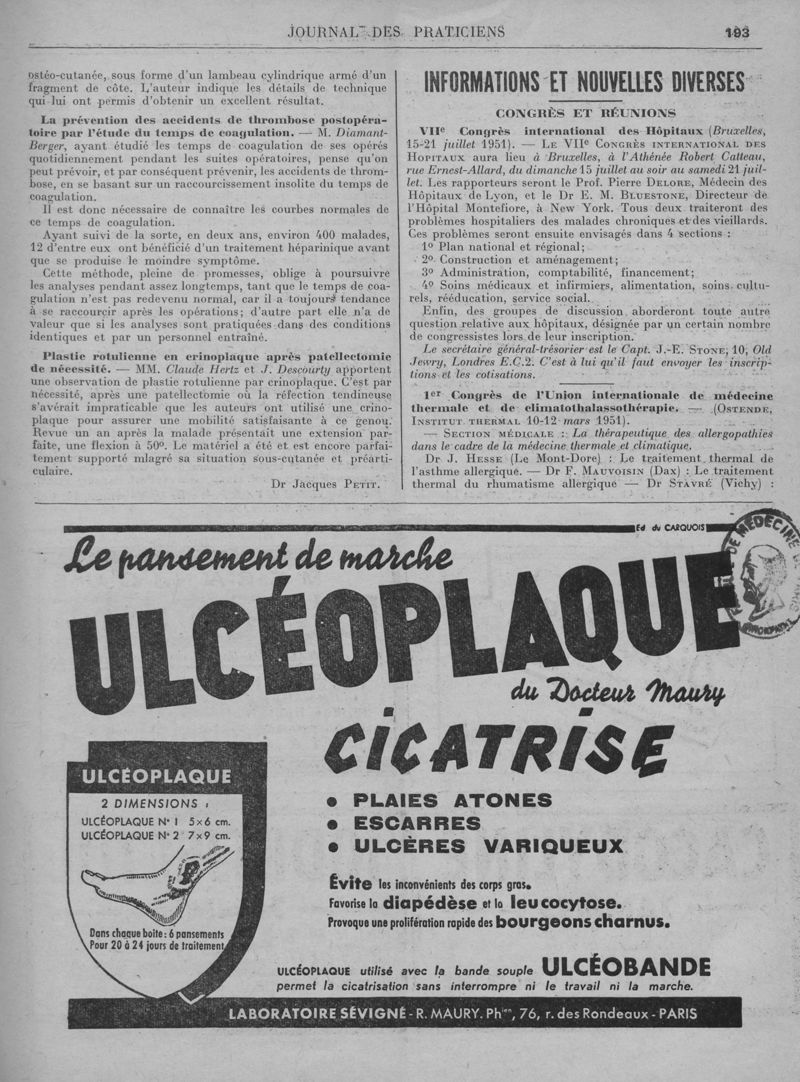 JOURNAL DES PRATICIENS
193
ostéo-cutanée, sous forme d'un lambeau cylindrique armé d'un
fragment de côte. L'auteur indique les détails de technique
qui lui ont permis d'obtenir un excellent résultat.
La prévention des accidents de thrombose postopéra-
toire par l'étude du temps de coagulation. — M. Diamant-
Berger, ayant étudié les temps de coagulation de ses opérés
quotidiennement pendant les suites opératoires, pense qu'on
peut prévoir, et par conséquent prévenir, les accidents de throm-
bose, en se basant sur un raccourcissement insolite du temps de
coagulation.
Il est donc nécessaire de connaître les courbes normales de
ce temps de coagulation.
Ayant suivi de la sorte, en deux ans, environ 400 malades,
12 d'entre eux ont bénéficié d'un traitement héparinique avant
que se produise le moindre symptôme.
Cette méthode, pleine de promesses, oblige à poursuivre
les analyses pendant assez longtemps, tant que le temps de coa-
gulation n'est pas redevenu normal, car il a toujours tendance
à se raccourcir après les opérations; d'autre part elle n'a de
valeur que si les analyses sont pratiquées dans des conditions
identiques et par un personnel entraîné.
Plastie rotulienne en crinoplaque après patellectomie
de nécessité. — MM. Claude Hertz et J. Descourty apportent
une observation de plastie rotulienne par crinoplaque. C'est par
nécessité, après une patellectomie où la réfection tendineuse
s'avérait impraticable que les auteurs ont utilisé une crino-
plaque pour assurer une mobilité satisfaisante à ce genou.
Revue un an après la malade présentait une extension par-
faite, une flexion à 50°. Le matériel a été et est encore parfai-
tement supporté mlagré sa situation sous-cutanée et préarti-
culaire.
Dr Jacques PETIT.
INFORMATIONS ET NOUVELLES DIVERSES
CONGRÈS ET RÉUNIONS
VIIe Congrès international des Hôpitaux (Bruxelles,
15-21 juillet 1951). — LE VIIe CONGRÈS INTERNATIONAL DES
HOPITAUX aura lieu à Bruxelles, à l'Athénée Robert Catteau,
rue Ernest-Allard, du dimanche 15 juillet au soir au samedi 21 juil-
let. Les rapporteurs seront le Prof. Pierre DELORE, Médecin des
Hôpitaux de Lyon, et le Dr E. M. BLUESTONE, Directeur de
l'Hôpital Montefiore, à New York. Tous deux traiteront des
problèmes hospitaliers des malades chroniques et des vieillards.
Ces problèmes seront ensuite envisagés dans 4 sections :
1° Plan national et régional;
2° Construction et aménagement;
3° Administration, comptabilité, financement;
4° Soins médicaux et infirmiers, alimentation, soins cultu-
rels, rééducation, service social.
Enfin, des groupes de discussion aborderont toute autre
question relative aux hôpitaux, désignée par un certain nombre
de congressistes lors de leur inscription.
Le secrétaire général-trésorier est le Capt. J.-E. STONE, 10, Old
Jewry, Londres E.C.2. C'est à lui qu'il faut envoyer les inscrip-
tions et les cotisations.
1er Congrès de l'Union internationale de médecine
thermale et de climatothalassothérapie. — (OSTENDE,
INSTITUT THERMAL 10-12 mars 1951).
— SECTION MÉDICALE : La thérapeutique des allergopathies
dans le cadre de la médecine thermale et climatique.
Dr J. HESSE (Le Mont-Dore) : Le traitement thermal de
l'asthme allergique. — Dr F. MAUVOISIN (Dax) : Le traitement
thermal du rhumatisme allergique — Dr STAVRÉ (Vichy) :
Ed du CARQUOIS
Le pansement de marche
ULCÉOPLAQUE
du Docteur Maury
CICATRISE
ULCÉOPLAQUE
2 DIMENSIONS :
ULCÉOPLAQUE N° 1 5x6 cm.
ULCÉOPLAQUE N° 2 7x9 cm.
Dans chaque boite : 6 pansements
Pour 20 à 24 jours de traitement
• PLAIES ATONES
• ESCARRES
• ULCÈRES VARIQUEUX
Évite les inconvénients des corps gras.
Favorise la diapédèse et la leucocytose.
Provoque une prolifération rapide des bourgeons charnus.
ULCÉOPLAQUE utilisé avec la bande souple ULCÉOBANDE
permet la cicatrisation sans interrompre ni le travail ni la marche.
LABORATOIRE SÉVIGNÉ - R. MAURY. Phien, 76, r. des Rondeaux - PARIS